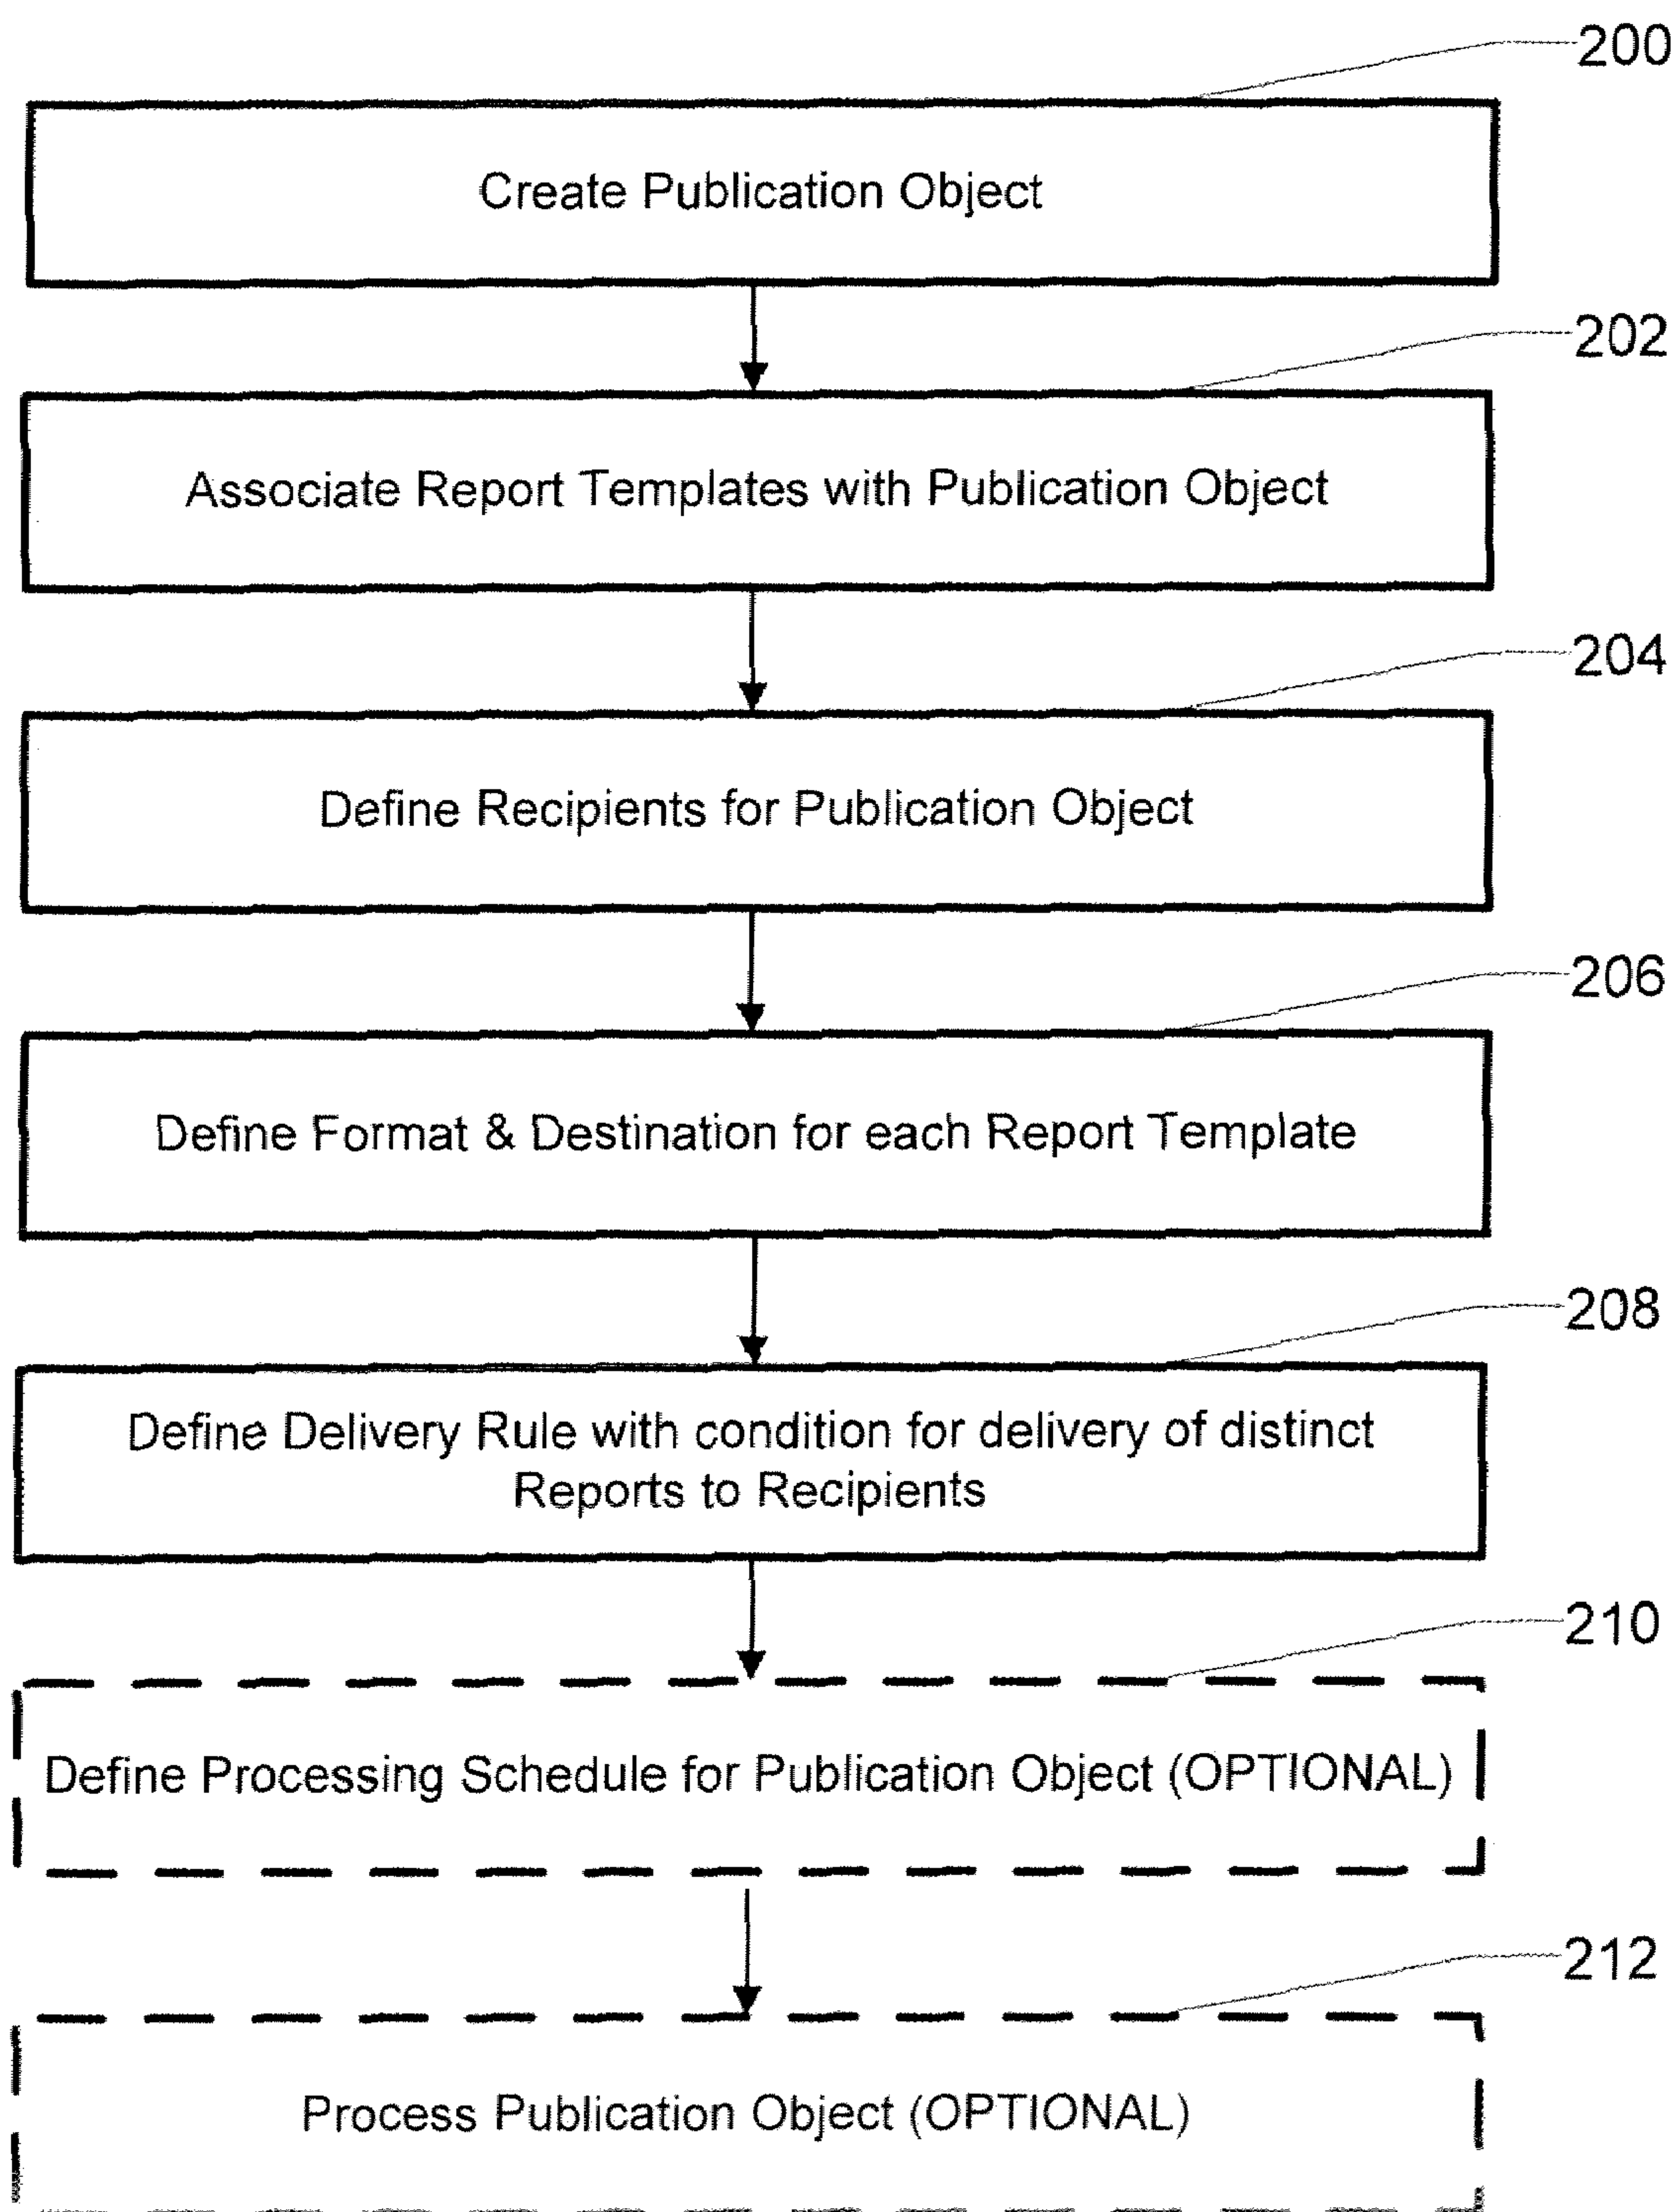 200
Create Publication Object
202
Associate Report Templates with Publication Object
204
Define Recipients for Publication Object
206
Define Format & Destination for each Report Template
208
Define Delivery Rule with condition for delivery of distinct
Reports to Recipients
210
Define Processing Schedule for Publication Object (OPTIONAL)
212
Process Publication Object (OPTIONAL)